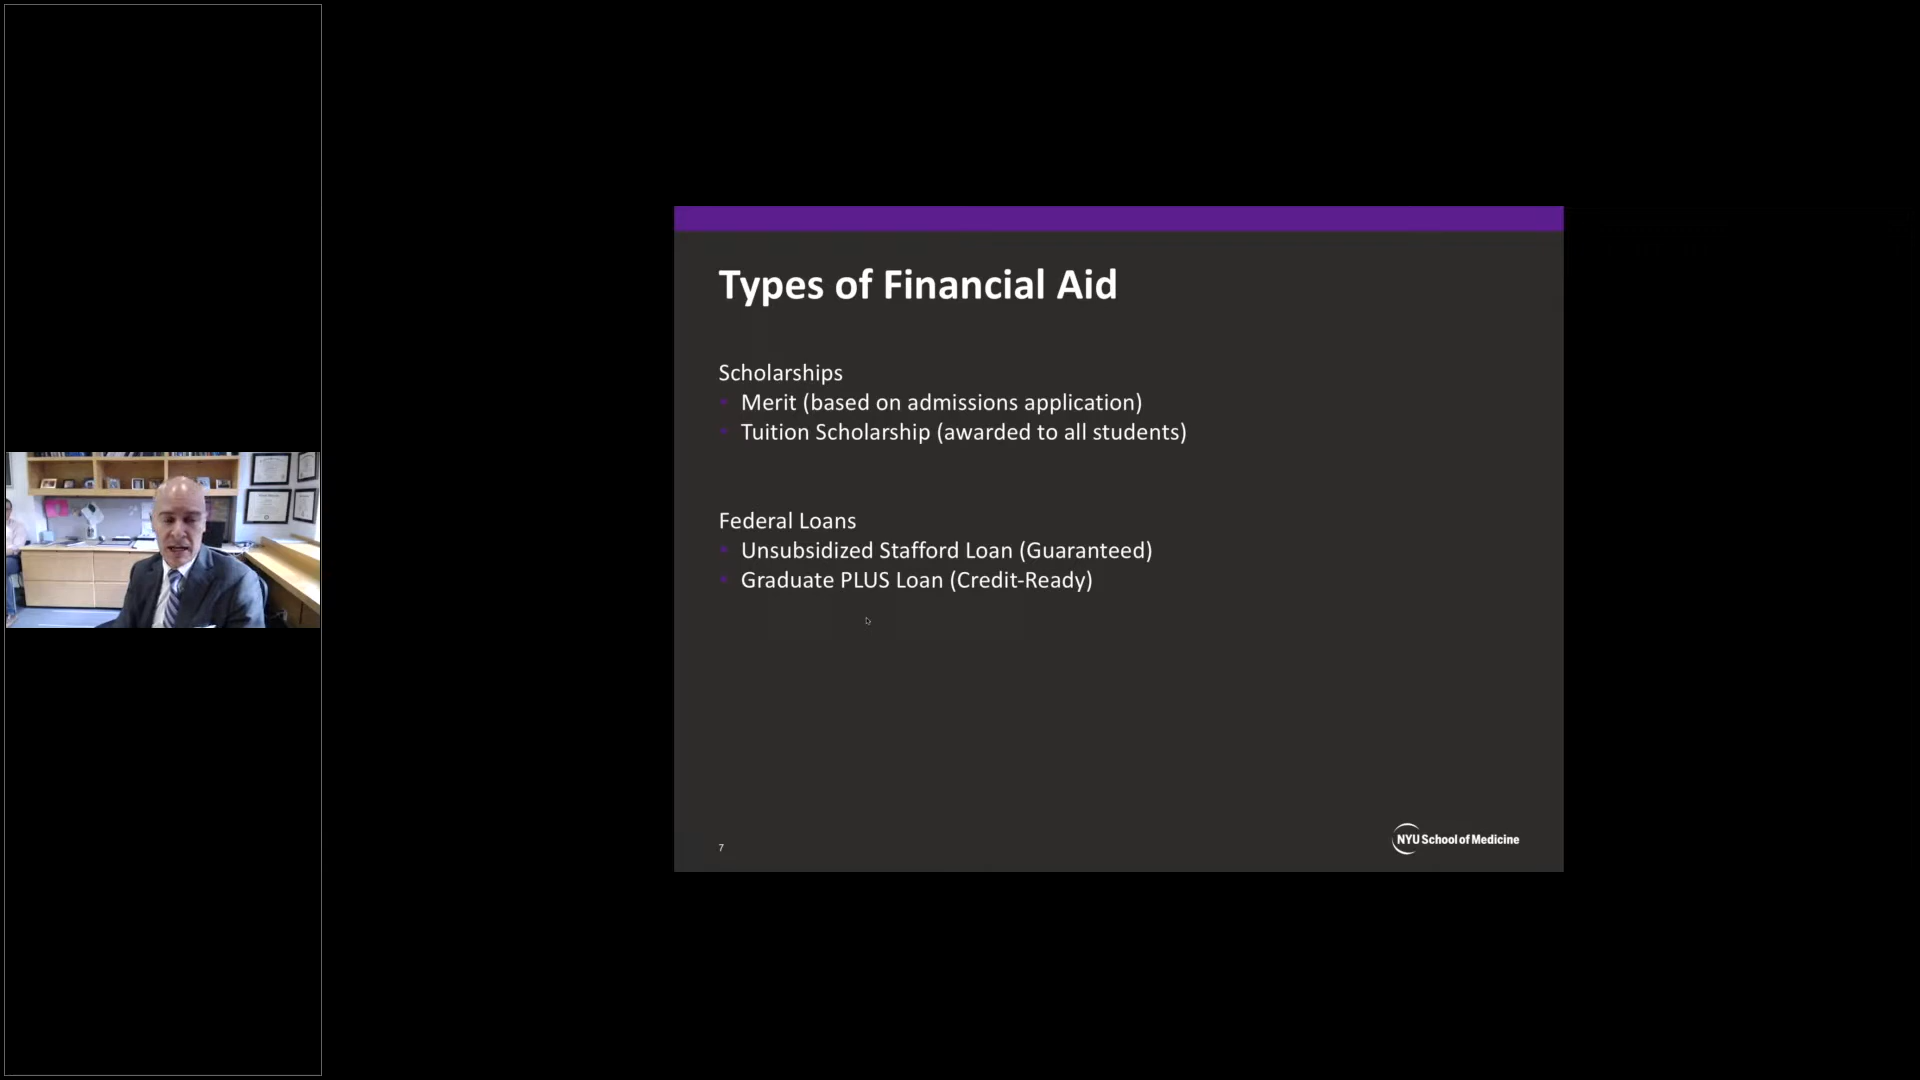 Types of Financial Aid
Scholarships
Merit (based on admissions application)
Tuition Scholarship (awarded to all students)
Federal Loans
Unsubsidized Stafford Loan (Guaranteed)
Graduate PLUS Loan (Credit-Ready)
7
NYU School of Medicine